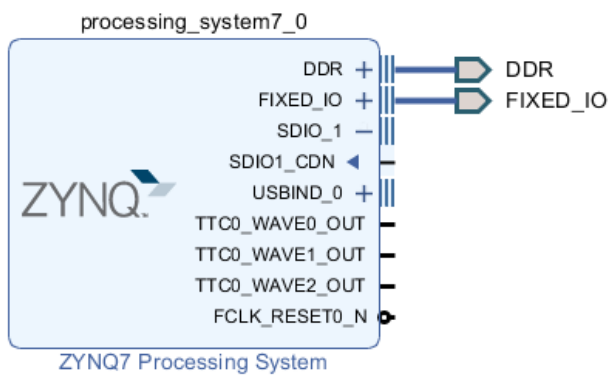 processing_system7_0
DDR
DDR
FIXED_IO
FIXED_IO
SDIO_1
SDIO1_CDN
USBIND_0
ZYNQ
TTC0_WAVE0_OUT
TTC0_WAVE1_OUT
TTC0_WAVE2_OUT
FCLK_RESET0_N
ZYNQ7 Processing System